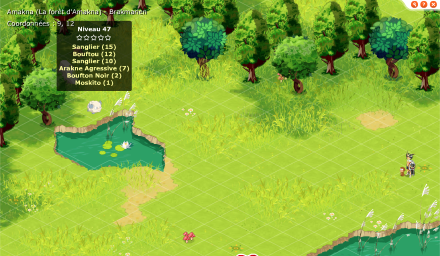 Amakna (La forêt d'Amakna) - Brakmarien
Coordonnées : 9, 12
Niveau 47
Sanglier (15)
Bouftou (12)
Sanglier (10)
Arakne Agressive (7)
Boufton Noir (2)
Moskito (1)